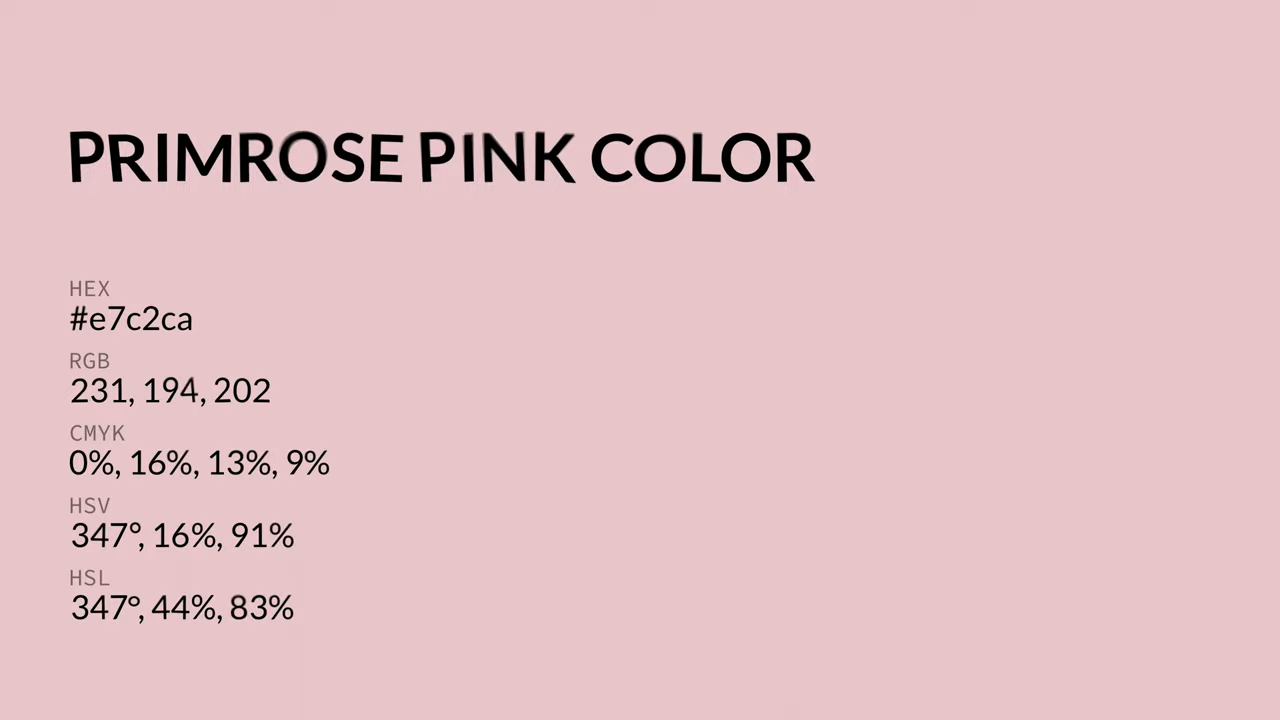 PRIMROSE PINK COLOR
HEX
#e7c2ca
RGB
231, 194, 202
CMYK
0%, 16%, 13%, 9%
HSV
347°, 16%, 91%
HSL
347°, 44%, 83%